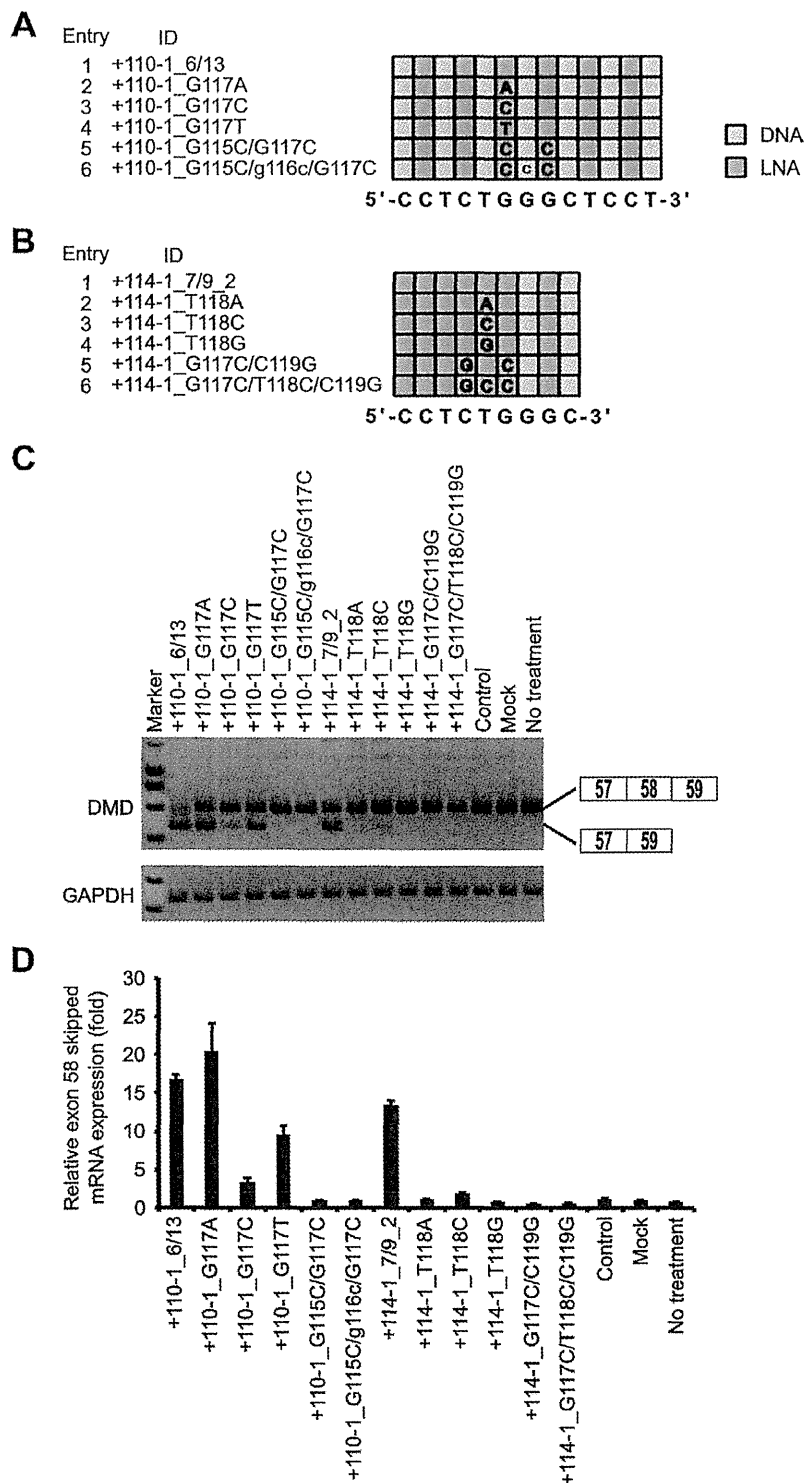 A
Entry ID
1 +110-1_6/13
2 +110-1_G117A
3 +110-1_G117C
4 +110-1_G117T
5 +110-1_G115C/G117C
6 +110-1_G115C/g116c/G117C
A
C
T
C C
C c C
DNA
LNA
5'-CCTCTGGGCTCCT-3'
B
Entry ID
1 +114-1_7/9_2
2 +114-1_T118A
3 +114-1_T118C
4 +114-1_T118G
5 +114-1_G117C/C119G
6 +114-1_G117C/T118C/C119G
A
C
G
G C
G C C
5'-CCTCTGGGC-3'
C
Marker
+110-1_6/13
+110-1_G117A
+110-1_G117C
+110-1_G117T
+110-1_G115C/G117C
+110-1_G115C/g116c/G117C
+114-1_7/9_2
+114-1_T118A
+114-1_T118C
+114-1_T118G
+114-1_G117C/C119G
+114-1_G117C/T118C/C119G
Control
Mock
No treatment
DMD
57 58 59
57 59
GAPDH
D
Relative exon 58 skipped
mRNA expression (fold)
30
25
20
15
10
5
0
+110-1_6/13
+110-1_G117A
+110-1_G117C
+110-1_G117T
+110-1_G115C/G117C
+110-1_G115C/g116c/G117C
+114-1_7/9_2
+114-1_T118A
+114-1_T118C
+114-1_T118G
+114-1_G117C/C119G
+114-1_G117C/T118C/C119G
Control
Mock
No treatment